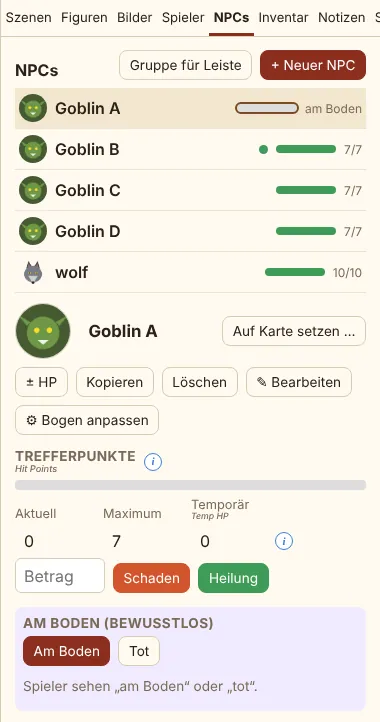 Szenen Figuren Bilder Spieler NPCs Inventar Notizen S
NPCs Gruppe für Leiste + Neuer NPC
Goblin A am Boden
Goblin B 7/7
Goblin C 7/7
Goblin D 7/7
wolf 10/10
Goblin A Auf Karte setzen ...
± HP Kopieren Löschen ✎ Bearbeiten
⚙ Bogen anpassen
TREFFERPUNKTE i
Hit Points
Aktuell Maximum Temporär
Temp HP
0 7 0 i
Betrag Schaden Heilung
AM BODEN (BEWUSSTLOS)
Am Boden Tot
Spieler sehen „am Boden“ oder „tot“.